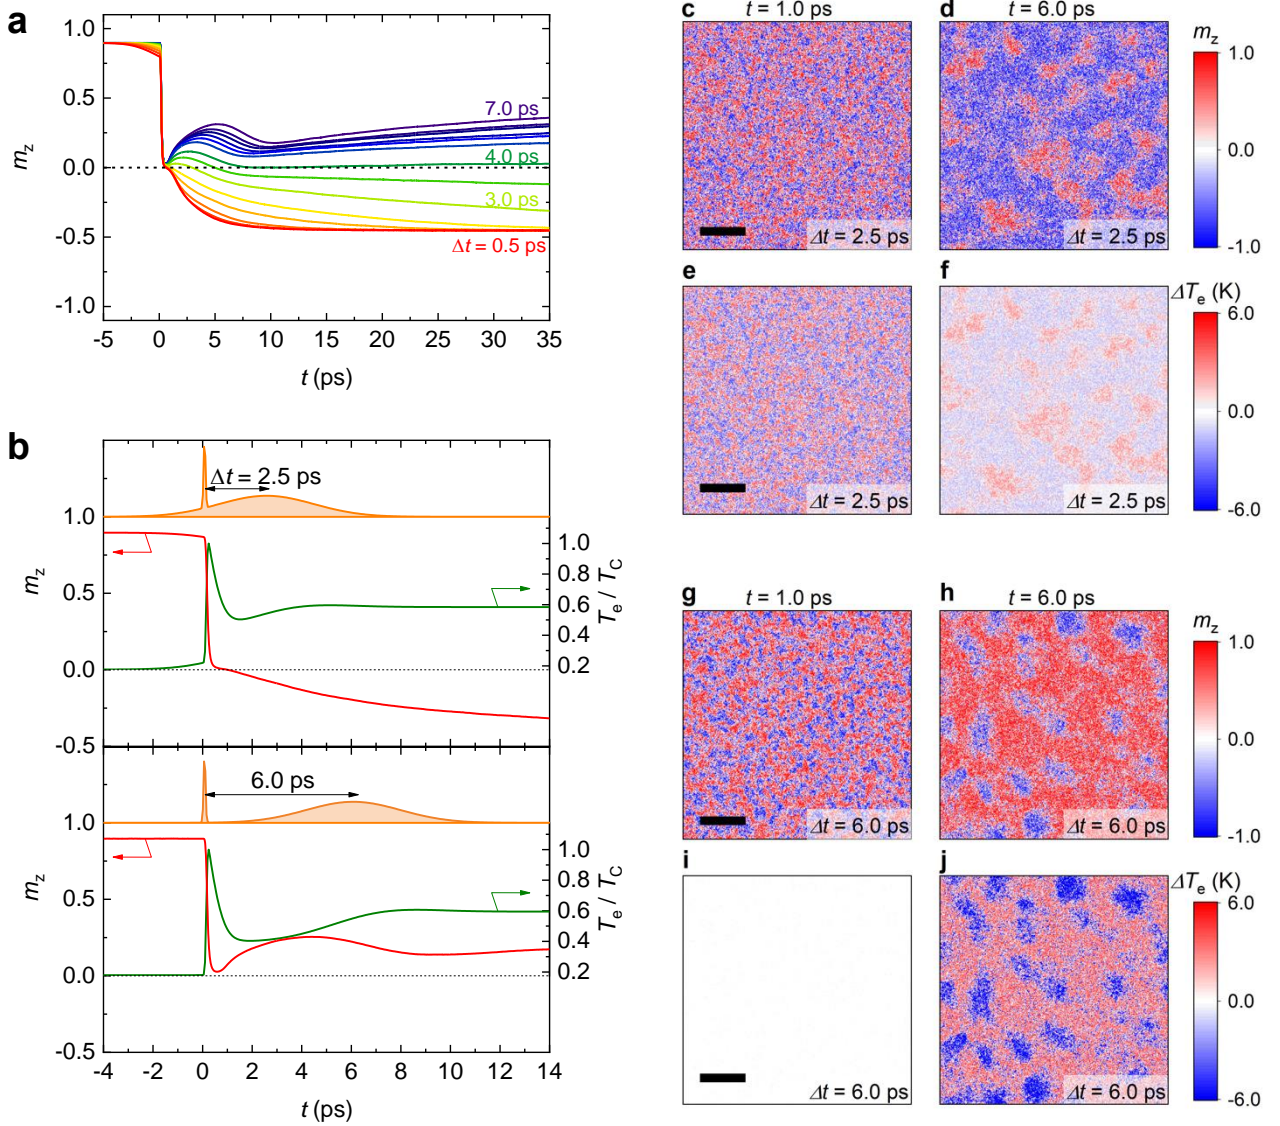 a
1.0
0.5
0.0
-0.5
-1.0
m_z
7.0 ps
4.0 ps
3.0 ps
Δt = 0.5 ps
-5 0 5 10 15 20 25 30 35
t (ps)
b
Δt = 2.5 ps
1.0
0.5
0.0
-0.5
m_z
1.0
0.8
0.6
0.4
0.2
T_e / T_C
6.0 ps
1.0
0.5
0.0
-0.5
m_z
1.0
0.8
0.6
0.4
0.2
T_e / T_C
-4 -2 0 2 4 6 8 10 12 14
t (ps)
c
t = 1.0 ps
Δt = 2.5 ps
d
t = 6.0 ps
Δt = 2.5 ps
m_z
1.0
0.0
-1.0
e
Δt = 2.5 ps
f
Δt = 2.5 ps
ΔT_e (K)
6.0
0.0
-6.0
g
t = 1.0 ps
Δt = 6.0 ps
h
t = 6.0 ps
Δt = 6.0 ps
m_z
1.0
0.0
-1.0
i
Δt = 6.0 ps
j
Δt = 6.0 ps
ΔT_e (K)
6.0
0.0
-6.0